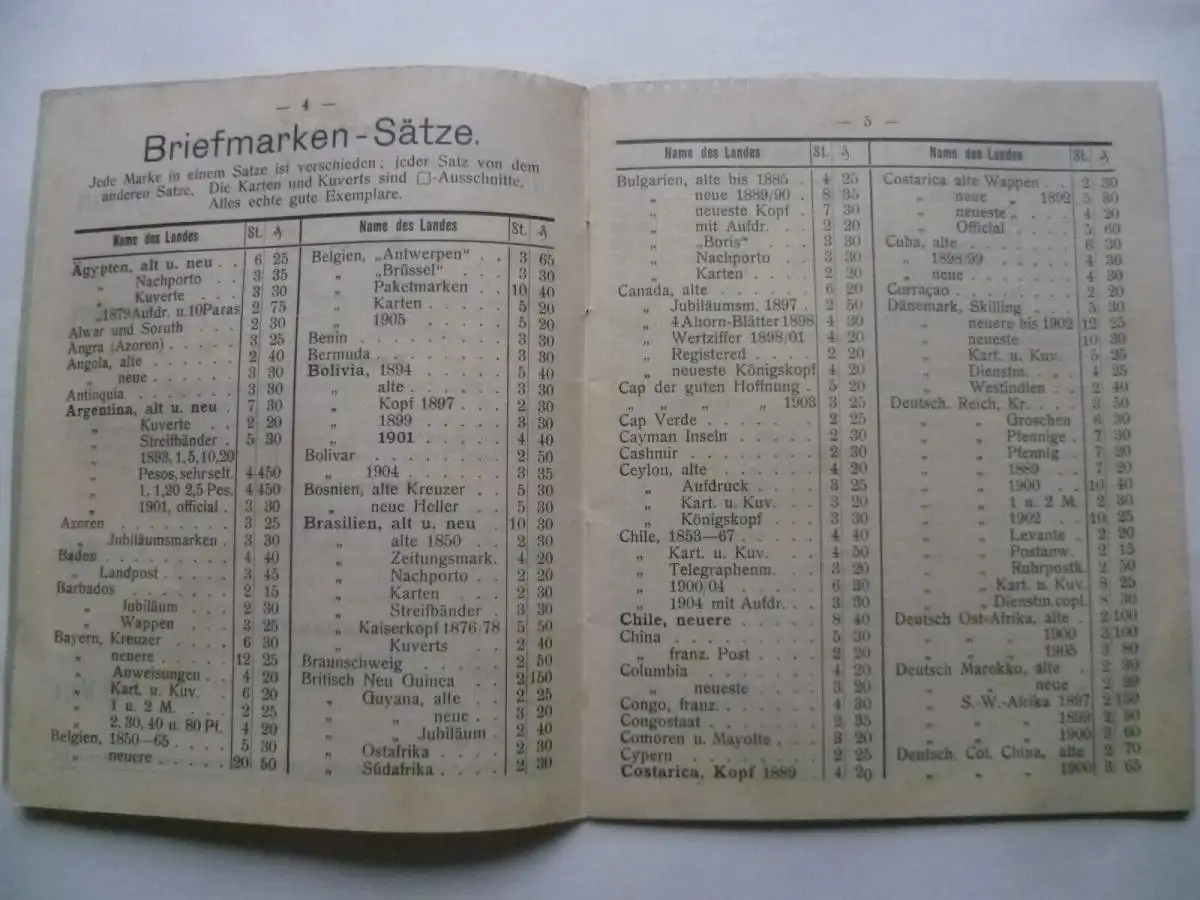 — 4 —
Briefmarken-Sätze.
Jede Marke in einem Satze ist verschieden; jeder Satz von dem
anderen Satze. Die Karten und Kuverts sind □-Ausschnitte,
Alles echte gute Exemplare.
Name des Landes St. ₰
Ägypten, alt u. neu . . 6 25
„ Nachporto . . 3 35
„ Kuverte . . . 3 30
„ 1879 Aufdr. u. 10 Paras 2 75
Alwar und Soruth . . . 2 30
Angra (Azoren) . . . . . 3 25
Angola, alte . . . . . . 2 40
„ neue . . . . . . 3 30
Antioquia . . . . . . . 3 30
Argentina, alt u. neu . 7 30
„ Kuverte . . 2 20
„ Streifbänder . 5 30
„ 1893, 1, 5, 10, 20
„ Pesos, sehr selt. 4 450
„ 1, 1,20 2,5 Pes. 4 450
„ 1901, official . 3 30
Azoren . . . . . . . . 3 25
„ Jubiläumsmarken . 3 30
Baden . . . . . . . . 4 40
„ Landpost . . . . . 3 45
Barbados . . . . . . . 2 15
„ Jubiläum . . . . 2 30
„ Wappen . . . . 3 25
Bayern, Kreuzer . . . . 6 30
„ neuere . . . . . 12 25
„ Anweisungen . . 4 20
„ Kart. u. Kuv. . . 6 20
„ 1 u. 2 M. . . . . 2 25
„ 2. 30, 40 u. 80 Pf. 4 20
Belgien, 1850—65 . . . . 5 30
„ neuere . . . . . 20 50
Name des Landes St. ₰
Belgien, „Antwerpen“ . . 3 65
„ „Brüssel“ . . . 3 30
„ Paketmarken . 10 40
„ Karten . . . . 5 20
„ 1905 . . . . . 5 20
Benin . . . . . . . . . 3 30
Bermuda . . . . . . . . 3 30
Bolivia, 1894 . . . . . 5 40
„ alte . . . . . 3 30
„ Kopf 1897 . . . 2 30
„ 1899 . . . . . 3 30
„ 1901 . . . . . 4 40
Bolivar . . . . . . . . 2 50
„ 1904 . . . . . . 3 35
Bosnien, alte Kreuzer . . 5 30
„ neue Heller . . 5 30
Brasilien, alt u. neu . . 10 30
„ alte 1850 . . . 2 30
„ Zeitungsmark. 4 20
„ Nachporto . . 2 20
„ Karten . . . 2 30
„ Streifbänder . 3 30
„ Kaiserkopf 1876/78 5 50
„ Kuverts . . 2 40
Braunschweig . . . . . 2 50
Britisch Neu Guinea . . 2 150
„ Guyana, alte . . 2 25
„ „ neue . . 3 20
„ „ Jubiläum . 2 40
„ Ostafrika . . . . 2 30
„ Südafrika . . . . 2 30
— 5 —
Name des Landes St. ₰
Bulgarien, alte bis 1885 . 4 25
„ neue 1889/90 . 8 35
„ neueste Kopf . 7 30
„ mit Aufdr. . . 2 20
„ „Boris“ . . . 3 30
„ Nachporto . . 3 30
„ Karten . . . 2 20
Canada, alte . . . . . . 6 20
„ Jubiläumsm. 1897 . 2 50
„ 4 Ahorn-Blätter 1898 4 30
„ Wertziffer 1898/01 4 20
„ Registered . . . 2 20
„ neueste Königskopf 4 20
Cap der guten Hoffnung . 5 20
„ „ „ „ 1903 3 25
Cap Verde . . . . . . 2 25
Cayman Inseln . . . . . 2 30
Cashmir . . . . . . . 2 30
Ceylon, alte . . . . . . 4 20
„ Aufdruck . . . . 3 25
„ Kart. u. Kuv. . . 3 20
„ Königskopf . . . 3 30
Chile, 1853—67 . . . . . 4 40
„ Kart. u. Kuv. . . . 4 50
„ Telegraphenm. . . 3 20
„ 1900/04 . . . . . 6 30
„ 1904 mit Aufdr. . . 3 30
Chile, neuere . . . . . 8 40
China . . . . . . . . 5 30
„ franz. Post . . . . 2 20
Columbia . . . . . . . 4 20
„ neueste . . . . 3 20
Congo, franz. . . . . . 4 30
Congostaat . . . . . . 2 35
Comoren u. Mayotte . . . 3 20
Cypern . . . . . . . . 2 25
Costarica, Kopf 1889 . 4 20
Name des Landes St. ₰
Costarica alte Wappen . . 2 30
„ neue „ 1892 5 30
„ neueste „ . . . 4 20
„ Official . . . . 5 60
Cuba, alte . . . . . . 6 30
„ 1898/99 . . . . . 4 30
„ neue . . . . . . 4 30
Curraçao . . . . . . . 2 20
Dänemark, Skilling . . . 5 30
„ neuere bis 1902 12 25
„ neueste . . . 10 30
„ Kart. u. Kuv. 5 25
„ Dienstm. . . . 4 25
„ Westindien . . 2 40
Deutsch. Reich, Kr. . . . 3 50
„ „ Groschen 6 30
„ „ Pfennige . 7 30
„ „ Pfennig . 7 20
„ „ 1889 . . 7 20
„ „ 1900 . . 10 40
„ „ 1 u. 2 M. 2 30
„ „ 1902 . . 10 25
„ „ Levante . 2 20
„ „ Postanw. 2 15
„ „ Ruhrpostk. 2 50
„ „ Kart. u. Kuv. 8 25
„ „ Dienstm. cpl. 8 30
Deutsch Ost-Afrika, alte . 2 100
„ „ „ 1900 3 100
„ „ „ 1905 3 80
Deutsch Marokko, alte . 2 30
„ „ neue . 2 20
„ S.-W.-Afrika 1897 2 150
„ „ 1899 2 50
„ „ 1900 3 60
Deutsch. Col. China, alte 2 70
„ „ „ 1900 3 65